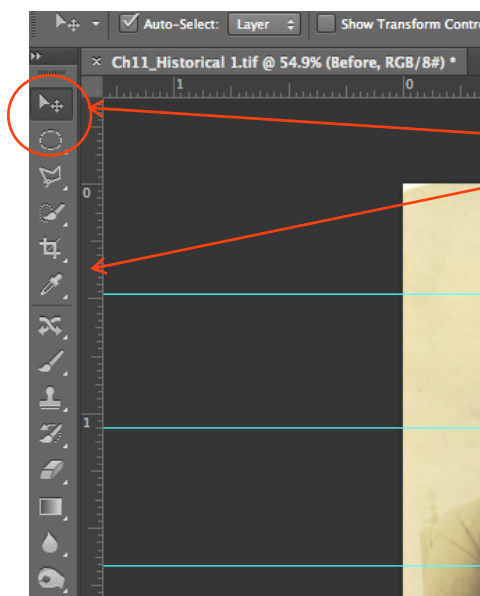 Auto-Select: Layer Show Transform Contr
× Ch11_Historical 1.tif @ 54.9% (Before, RGB/8#) *
1 0
0
1